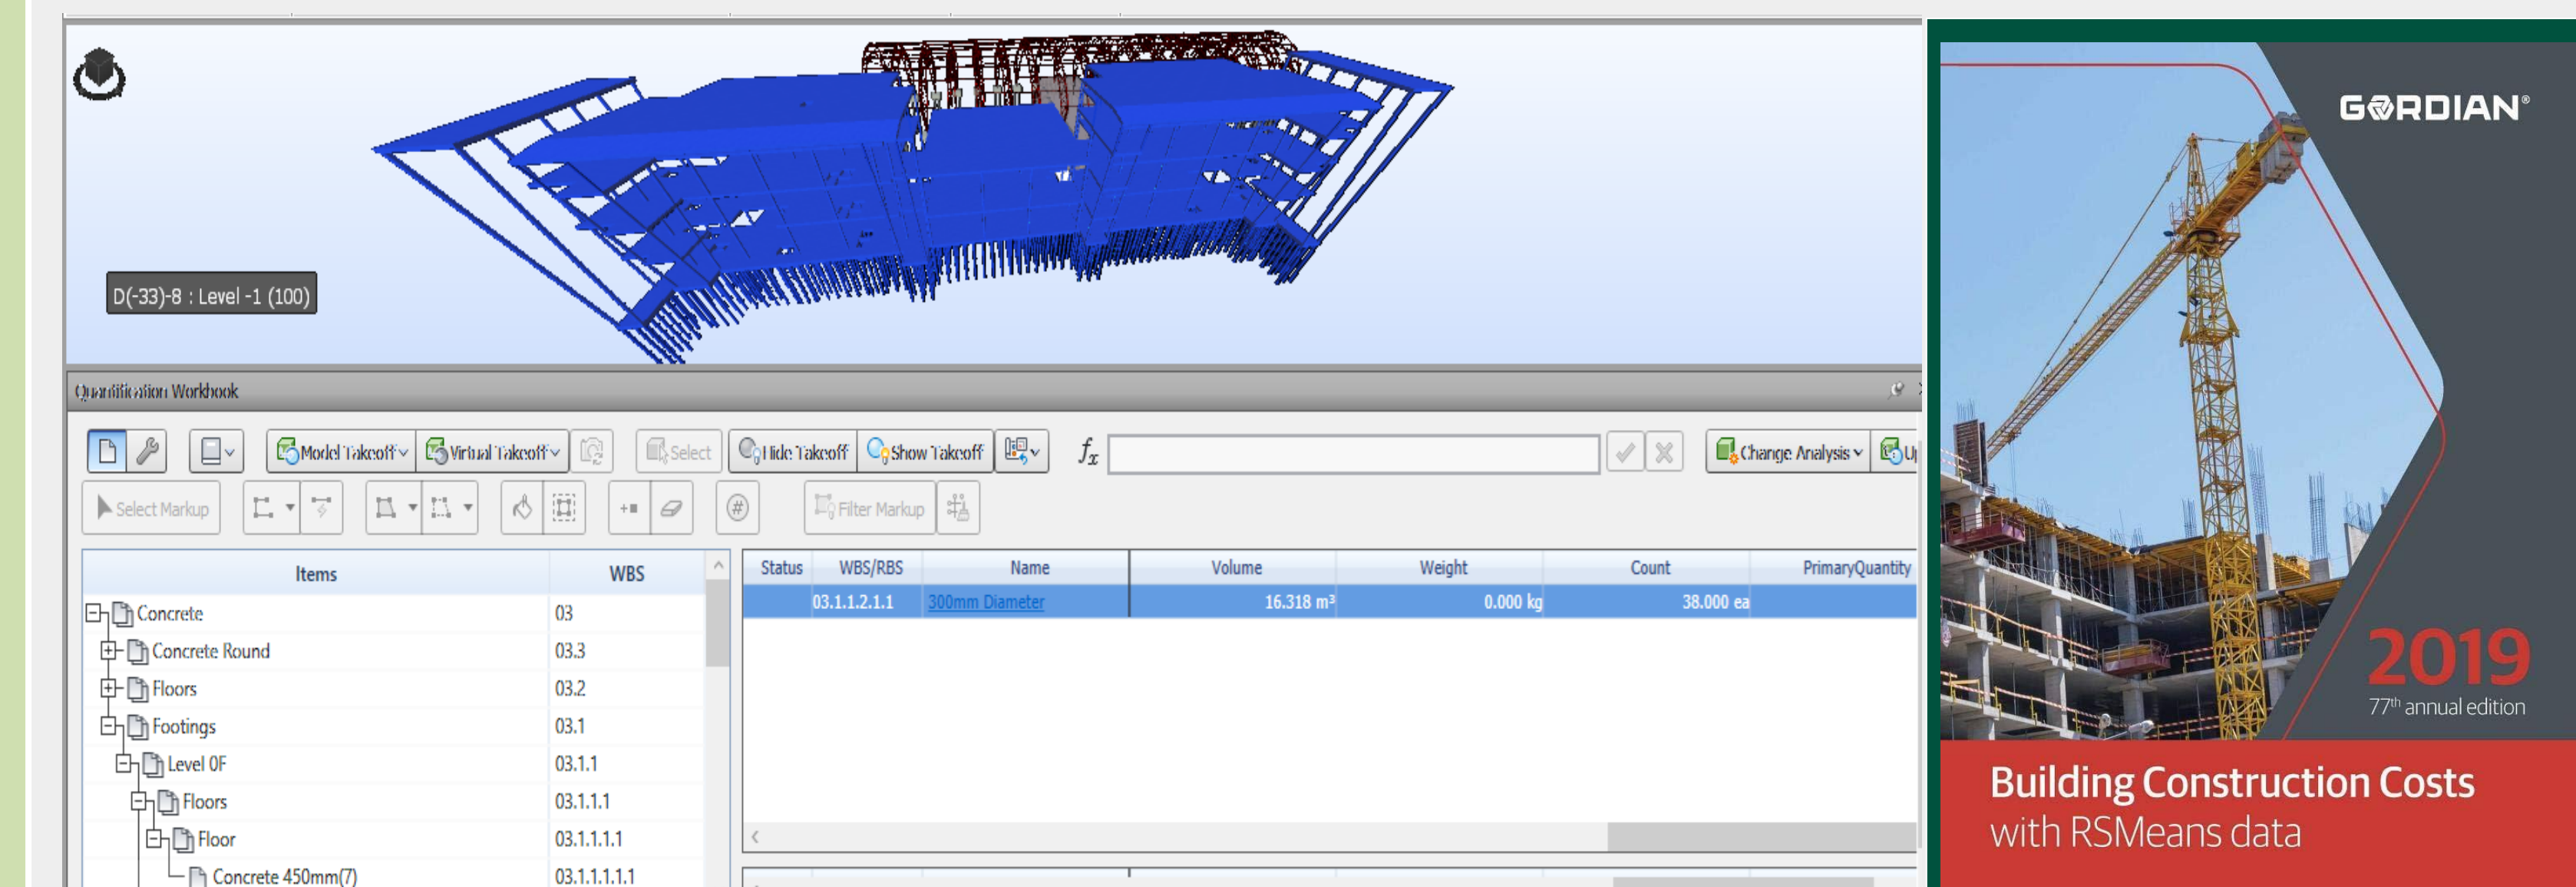 D(-33)-8 : Level -1 (100)
Quantification Workbook
Model Takeoff Virtual Takeoff Select Hide Takeoff Show Takeoff fx Change Analysis
Select Markup # Filter Markup
Items WBS
Concrete 03
Concrete Round 03.3
Floors 03.2
Footings 03.1
Level 0F 03.1.1
Floors 03.1.1.1
Floor 03.1.1.1.1
Concrete 450mm(7) 03.1.1.1.1.1
Status WBS/RBS Name Volume Weight Count PrimaryQuantity
03.1.1.2.1.1 300mm Diameter 16.318 m³ 0.000 kg 38.000 ea
GORDIAN®
2019
77th annual edition
Building Construction Costs
with RSMeans data